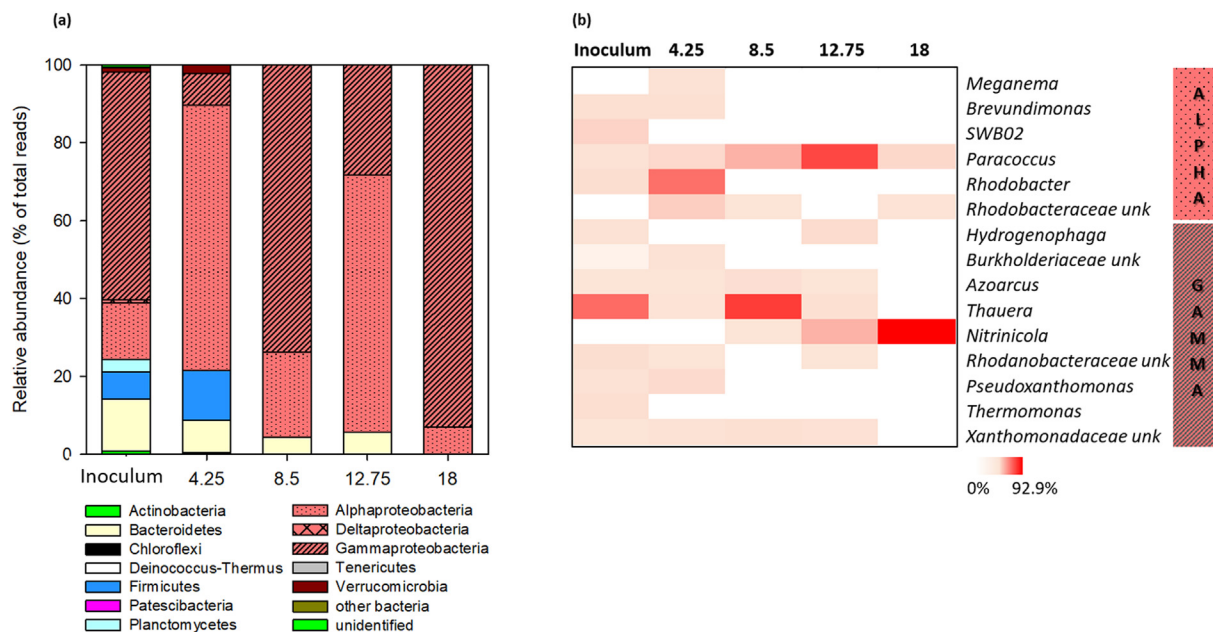 (a)
Relative abundance (% of total reads)
100
80
60
40
20
0
Inoculum 4.25 8.5 12.75 18
Actinobacteria
Bacteroidetes
Chloroflexi
Deinococcus-Thermus
Firmicutes
Patescibacteria
Planctomycetes
Alphaproteobacteria
Deltaproteobacteria
Gammaproteobacteria
Tenericutes
Verrucomicrobia
other bacteria
unidentified
(b)
Inoculum 4.25 8.5 12.75 18
Meganema
Brevundimonas
SWB02
Paracoccus
Rhodobacter
Rhodobacteraceae unk
Hydrogenophaga
Burkholderiaceae unk
Azoarcus
Thauera
Nitrinicola
Rhodanobacteraceae unk
Pseudoxanthomonas
Thermomonas
Xanthomonadaceae unk
A
L
P
H
A
G
A
M
M
A
0% 92.9%